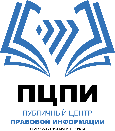 ПЦПИ
ПУБЛИЧНЫЙ ЦЕНТР
ПРАВОВОЙ ИНФОРМАЦИИ